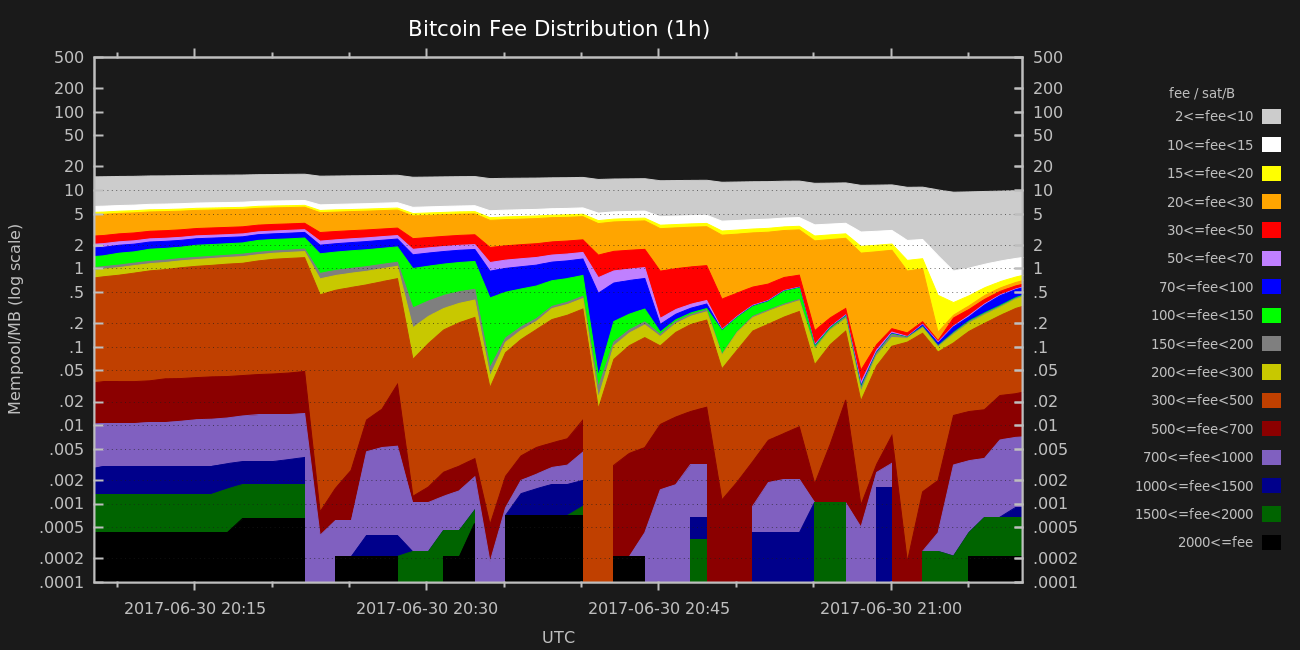 Bitcoin Fee Distribution (1h)
500
200
100
50
20
10
5
2
1
.5
.2
.1
.05
.02
.01
.005
.002
.001
.0005
.0002
.0001
Mempool/MB (log scale)
500
200
100
50
20
10
5
2
1
.5
.2
.1
.05
.02
.01
.005
.002
.001
.0005
.0002
.0001
2017-06-30 20:15 2017-06-30 20:30 2017-06-30 20:45 2017-06-30 21:00
UTC
fee / sat/B
2<=fee<10
10<=fee<15
15<=fee<20
20<=fee<30
30<=fee<50
50<=fee<70
70<=fee<100
100<=fee<150
150<=fee<200
200<=fee<300
300<=fee<500
500<=fee<700
700<=fee<1000
1000<=fee<1500
1500<=fee<2000
2000<=fee